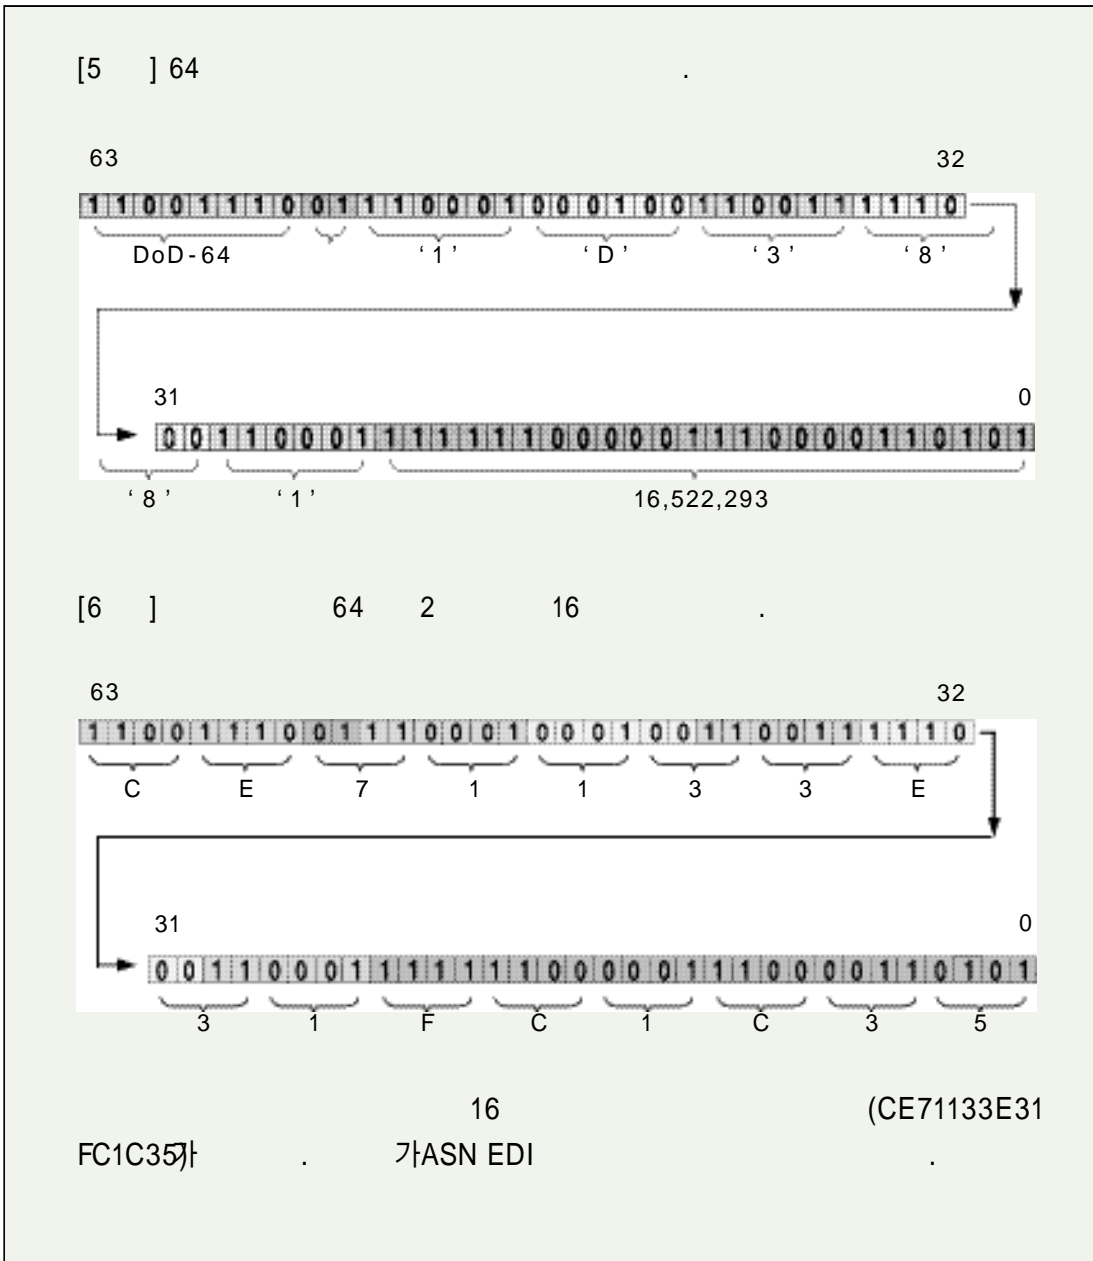 [5 ] 64 .
63 32
1 1 0 0 1 1 1 0 0 1 1 1 0 0 0 1 0 0 0 1 0 0 1 1 0 0 1 1 1 1 1 0
DoD-64 ‘1’ ‘D’ ‘3’ ‘8’
31 0
0 0 1 1 0 0 0 1 1 1 1 1 1 1 0 0 0 0 0 1 1 1 0 0 0 0 1 1 0 1 0 1
‘8’ ‘1’ 16,522,293
[6 ] 64 2 16 .
63 32
1 1 0 0 1 1 1 0 0 1 1 1 0 0 0 1 0 0 0 1 0 0 1 1 0 0 1 1 1 1 1 0
C E 7 1 1 3 3 E
31 0
0 0 1 1 0 0 0 1 1 1 1 1 1 1 0 0 0 0 0 1 1 1 0 0 0 0 1 1 0 1 0 1
3 1 F C 1 C 3 5
16 (CE71133E31
FC1C35)가 . 가ASN EDI .